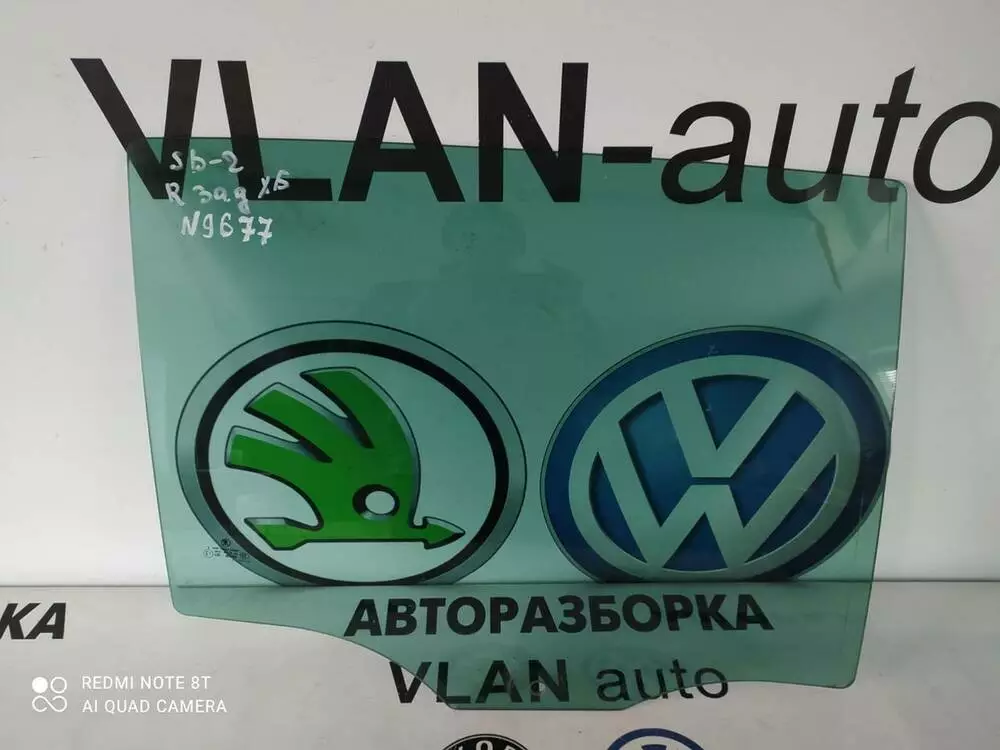 VLAN-auto
Sb-2
R зад хБ
N9677
КА
АВТОРАЗБОРКА
VLAN auto
REDMI NOTE 8T
AI QUAD CAMERA